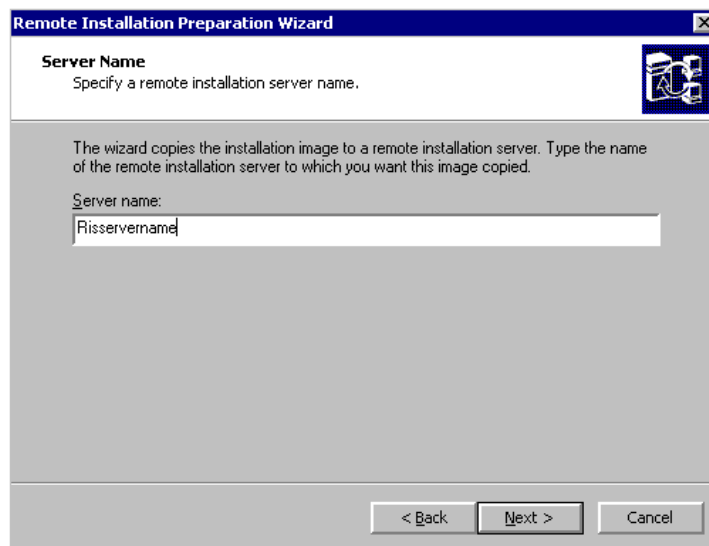 Remote Installation Preparation Wizard
Server Name
Specify a remote installation server name.
The wizard copies the installation image to a remote installation server. Type the name
of the remote installation server to which you want this image copied.
Server name:
Risservername
< Back Next > Cancel